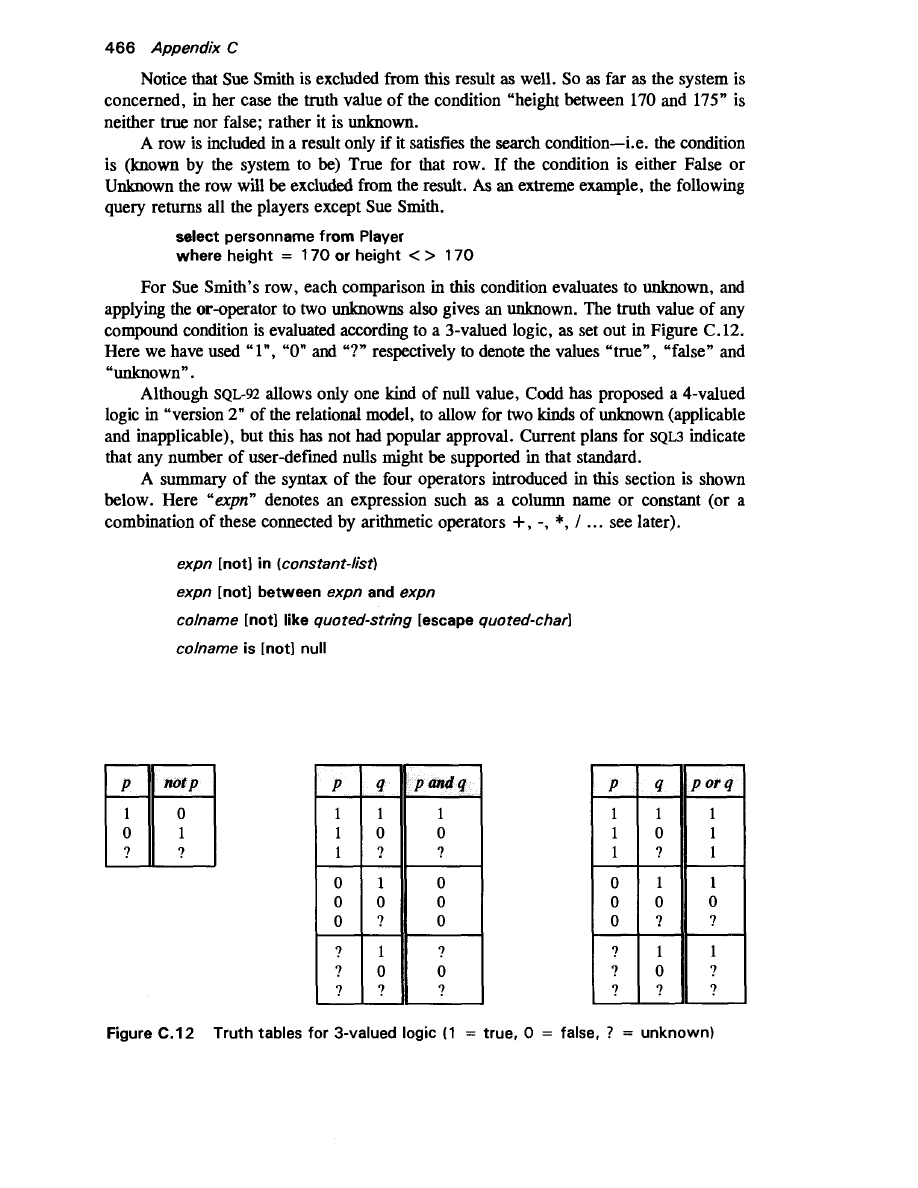 466 Appendix C
Notice that Sue Smith is excluded from this result as well. So as far as the system is
concerned, in her case the truth value of the condition “height between 170 and 175” is
neither true nor false; rather it is unknown.
A row is included in a result only if it satisfies the search condition—i.e. the condition
is (known by the system to be) True for that row. If the condition is either False or
Unknown the row will be excluded from the result. As an extreme example, the following
query returns all the players except Sue Smith.
select personname from Player
where height = 170 or height < > 170
For Sue Smith's row, each comparison in this condition evaluates to unknown, and
applying the or-operator to two unknowns also gives an unknown. The truth value of any
compound condition is evaluated according to a 3-valued logic, as set out in Figure C.12.
Here we have used “1”, “0” and “?” respectively to denote the values “true”, “false” and
“unknown”.
Although SQL-92 allows only one kind of null value, Codd has proposed a 4-valued
logic in “version 2” of the relational model, to allow for two kinds of unknown (applicable
and inapplicable), but this has not had popular approval. Current plans for SQL3 indicate
that any number of user-defined nulls might be supported in that standard.
A summary of the syntax of the four operators introduced in this section is shown
below. Here “expn” denotes an expression such as a column name or constant (or a
combination of these connected by arithmetic operators +, -, *, / ... see later).
expn [not] in (constant-list)
expn [not] between expn and expn
colname [not] like quoted-string [escape quoted-char]
colname is [not] null
p not p
1 0
0 1
? ?
p q p and q
1 1 1
1 0 0
1 ? ?
0 1 0
0 0 0
0 ? 0
? 1 ?
? 0 0
? ? ?
p q p or q
1 1 1
1 0 1
1 ? 1
0 1 1
0 0 0
0 ? ?
? 1 1
? 0 ?
? ? ?
Figure C.12 Truth tables for 3-valued logic (1 = true, 0 = false, ? = unknown)